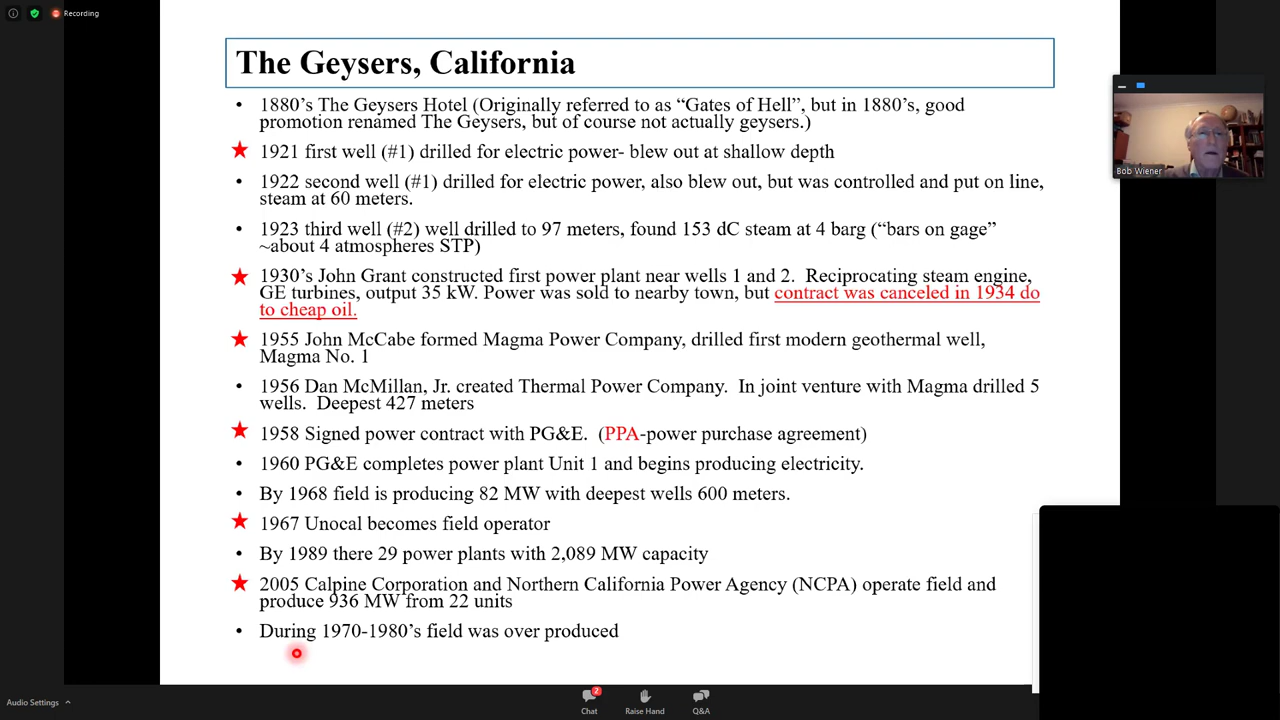 Recording
The Geysers, California
• 1880’s The Geysers Hotel (Originally referred to as “Gates of Hell”, but in 1880’s, good
promotion renamed The Geysers, but of course not actually geysers.)
★ 1921 first well (#1) drilled for electric power- blew out at shallow depth
• 1922 second well (#1) drilled for electric power, also blew out, but was controlled and put on line,
steam at 60 meters.
• 1923 third well (#2) well drilled to 97 meters, found 153 dC steam at 4 barg (“bars on gage”
~about 4 atmospheres STP)
★ 1930’s John Grant constructed first power plant near wells 1 and 2.  Reciprocating steam engine,
GE turbines, output 35 kW. Power was sold to nearby town, but contract was canceled in 1934 do
to cheap oil.
★ 1955 John McCabe formed Magma Power Company, drilled first modern geothermal well,
Magma No. 1
• 1956 Dan McMillan, Jr. created Thermal Power Company.  In joint venture with Magma drilled 5
wells.  Deepest 427 meters
★ 1958 Signed power contract with PG&E.  (PPA-power purchase agreement)
• 1960 PG&E completes power plant Unit 1 and begins producing electricity.
• By 1968 field is producing 82 MW with deepest wells 600 meters.
★ 1967 Unocal becomes field operator
• By 1989 there 29 power plants with 2,089 MW capacity
★ 2005 Calpine Corporation and Northern California Power Agency (NCPA) operate field and
produce 936 MW from 22 units
• During 1970-1980’s field was over produced
Bob Wiener
Audio Settings
2
Chat
Raise Hand
Q&A